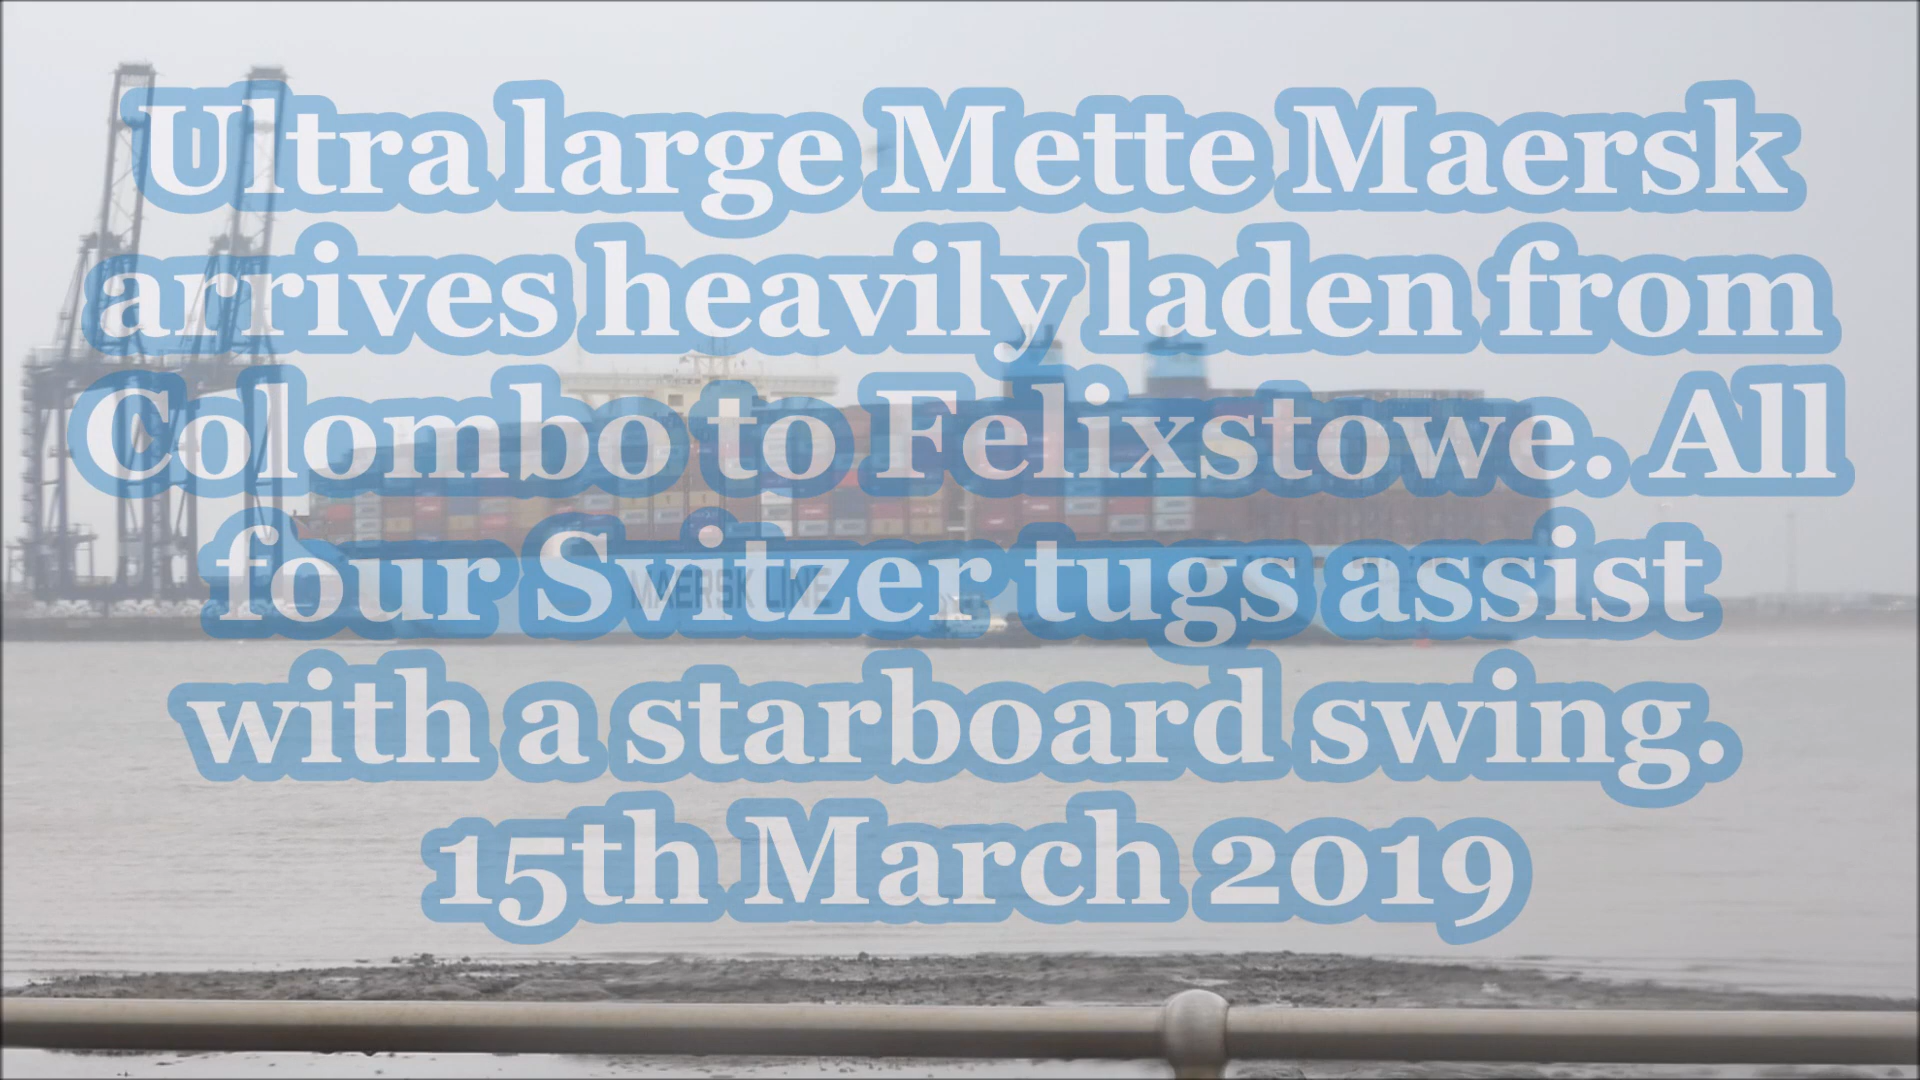 Ultra large Mette Maersk
arrives heavily laden from
Colombo to Felixstowe. All
four Svitzer tugs assist
with a starboard swing.
15th March 2019
MAERSK LINE